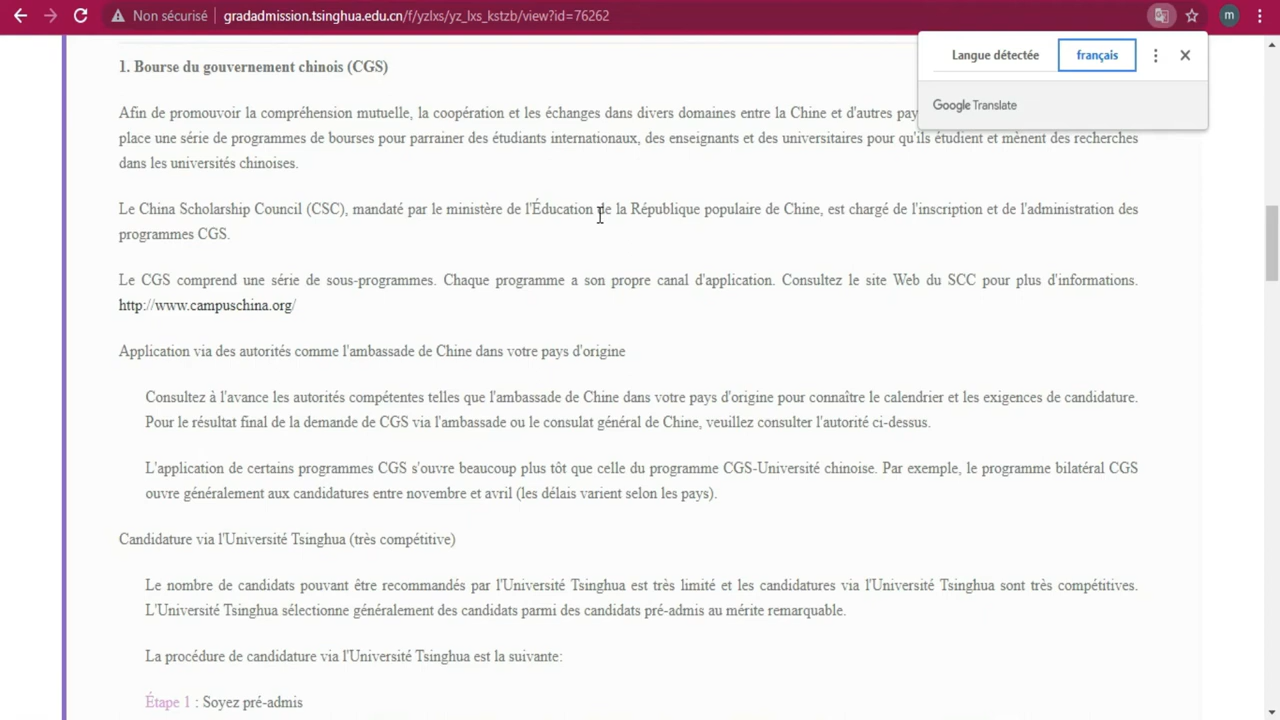 Non sécurisé
gradadmission.tsinghua.edu.cn/f/yzlxs/yz_lxs_kstzb/view?id=76262
m
Langue détectée
français
Google Translate
1. Bourse du gouvernement chinois (CGS)
Afin de promouvoir la compréhension mutuelle, la coopération et les échanges dans divers domaines entre la Chine et d'autres pay
place une série de programmes de bourses pour parrainer des étudiants internationaux, des enseignants et des universitaires pour qu'ils étudient et mènent des recherches
dans les universités chinoises.
Le China Scholarship Council (CSC), mandaté par le ministère de l'Éducation de la République populaire de Chine, est chargé de l'inscription et de l'administration des
programmes CGS.
Le CGS comprend une série de sous-programmes. Chaque programme a son propre canal d'application. Consultez le site Web du SCC pour plus d'informations.
http://www.campuschina.org/
Application via des autorités comme l'ambassade de Chine dans votre pays d'origine
Consultez à l'avance les autorités compétentes telles que l'ambassade de Chine dans votre pays d'origine pour connaître le calendrier et les exigences de candidature.
Pour le résultat final de la demande de CGS via l'ambassade ou le consulat général de Chine, veuillez consulter l'autorité ci-dessus.
L'application de certains programmes CGS s'ouvre beaucoup plus tôt que celle du programme CGS-Université chinoise. Par exemple, le programme bilatéral CGS
ouvre généralement aux candidatures entre novembre et avril (les délais varient selon les pays).
Candidature via l'Université Tsinghua (très compétitive)
Le nombre de candidats pouvant être recommandés par l'Université Tsinghua est très limité et les candidatures via l'Université Tsinghua sont très compétitives.
L'Université Tsinghua sélectionne généralement des candidats parmi des candidats pré-admis au mérite remarquable.
La procédure de candidature via l'Université Tsinghua est la suivante:
Étape 1 : Soyez pré-admis